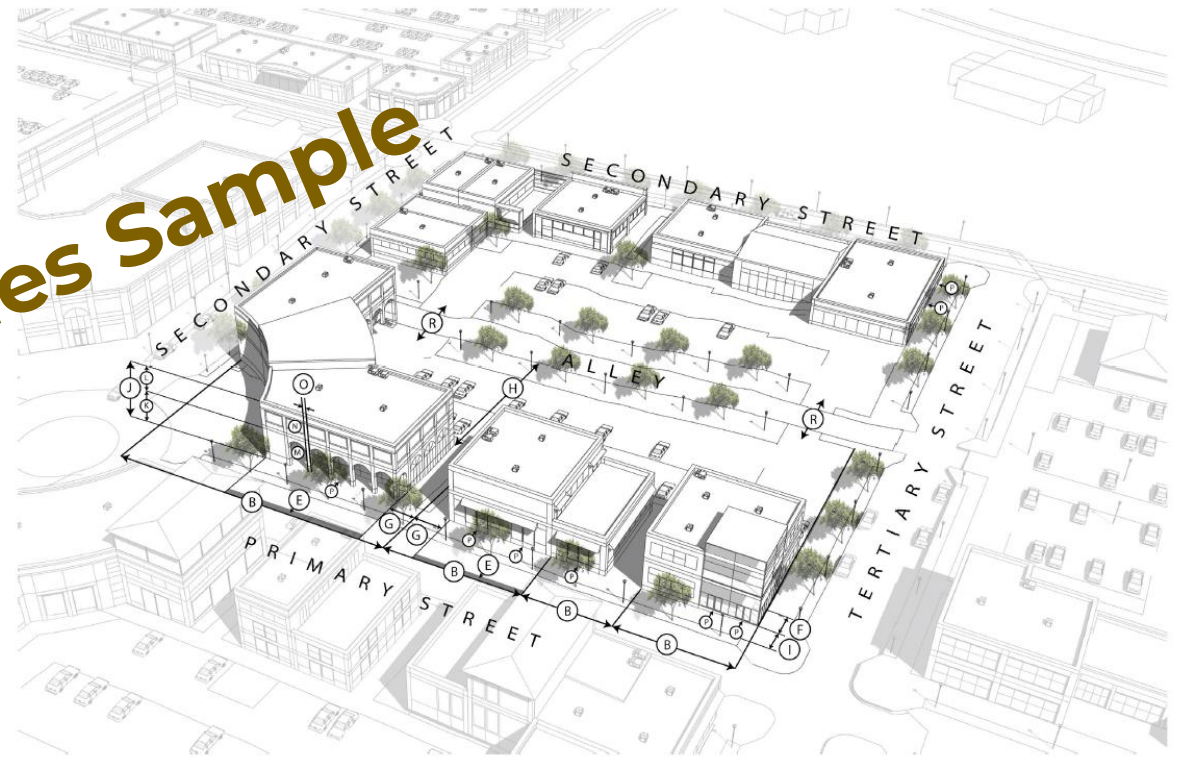 es Sample
SECONDARY STREET
SECONDARY STREET
P
P
R
ALLEY
H
R
TERTIARY STREET
J
L
K
O
N
M
P
B
E
G
G
P
P
P
B
E
B
B
P
P
F
I
PRIMARY STREET